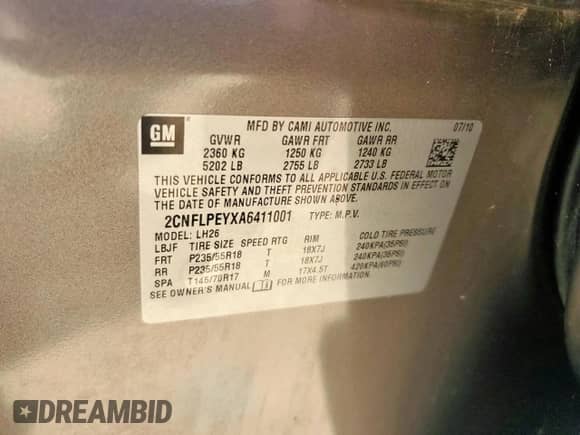 GM
MFD BY CAMI AUTOMOTIVE INC. 07/10
GVWR GAWR FRT GAWR RR
2360 KG 1250 KG 1240 KG
5202 LB 2755 LB 2733 LB
THIS VEHICLE CONFORMS TO ALL APPLICABLE U.S. FEDERAL MOTOR
VEHICLE SAFETY AND THEFT PREVENTION STANDARDS IN EFFECT ON
THE DATE OF MANUFACTURE SHOWN ABOVE.
2CNFLPEYXA6411001 TYPE: M.P.V.
MODEL: LH26
LBJF TIRE SIZE SPEED RTG RIM COLD TIRE PRESSURE
FRT P235/55R18 T 18X7J 240KPA(35PSI)
RR P235/55R18 T 18X7J 240KPA(35PSI)
SPA T145/70R17 M 17X4.5T 420KPA(60PSI)
SEE OWNER'S MANUAL FOR MORE INFORMATION.
DREAMBID